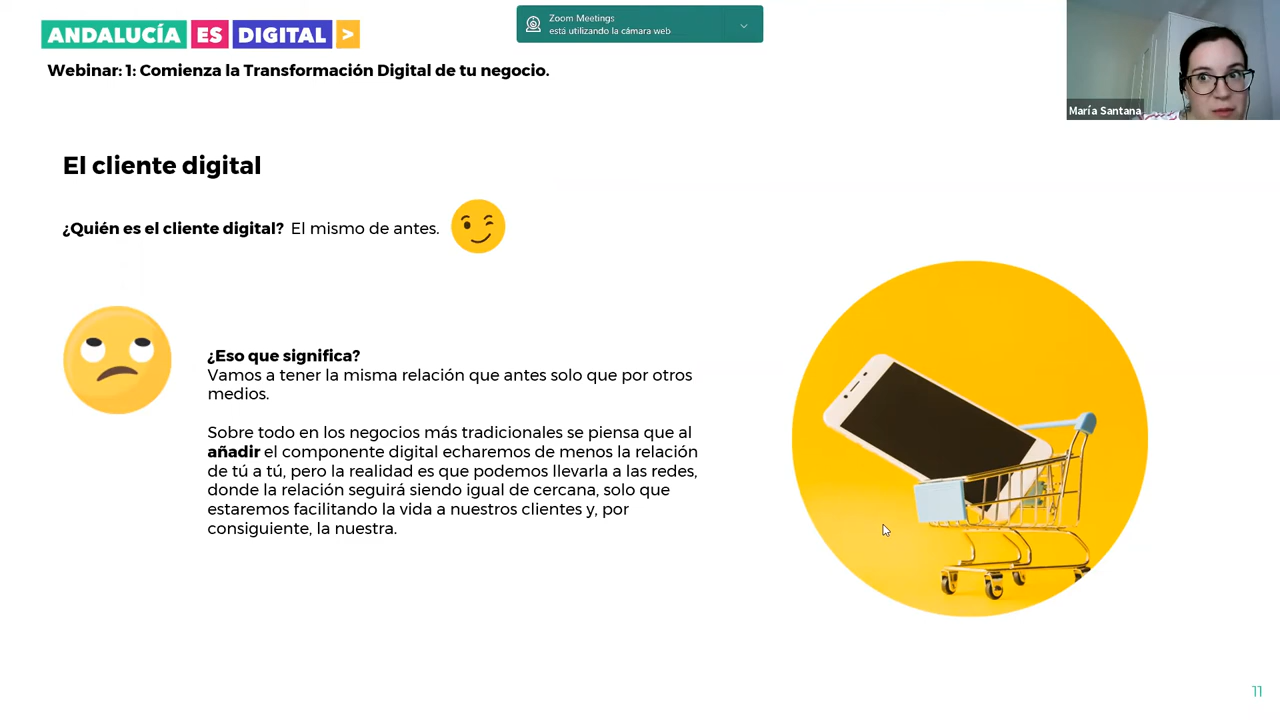 ANDALUCÍA ES DIGITAL >
Zoom Meetings
está utilizando la cámara web
Webinar: 1: Comienza la Transformación Digital de tu negocio.
María Santana
El cliente digital
¿Quién es el cliente digital? El mismo de antes.
¿Eso que significa?
Vamos a tener la misma relación que antes solo que por otros
medios.
Sobre todo en los negocios más tradicionales se piensa que al
añadir el componente digital echaremos de menos la relación
de tú a tú, pero la realidad es que podemos llevarla a las redes,
donde la relación seguirá siendo igual de cercana, solo que
estaremos facilitando la vida a nuestros clientes y, por
consiguiente, la nuestra.
11